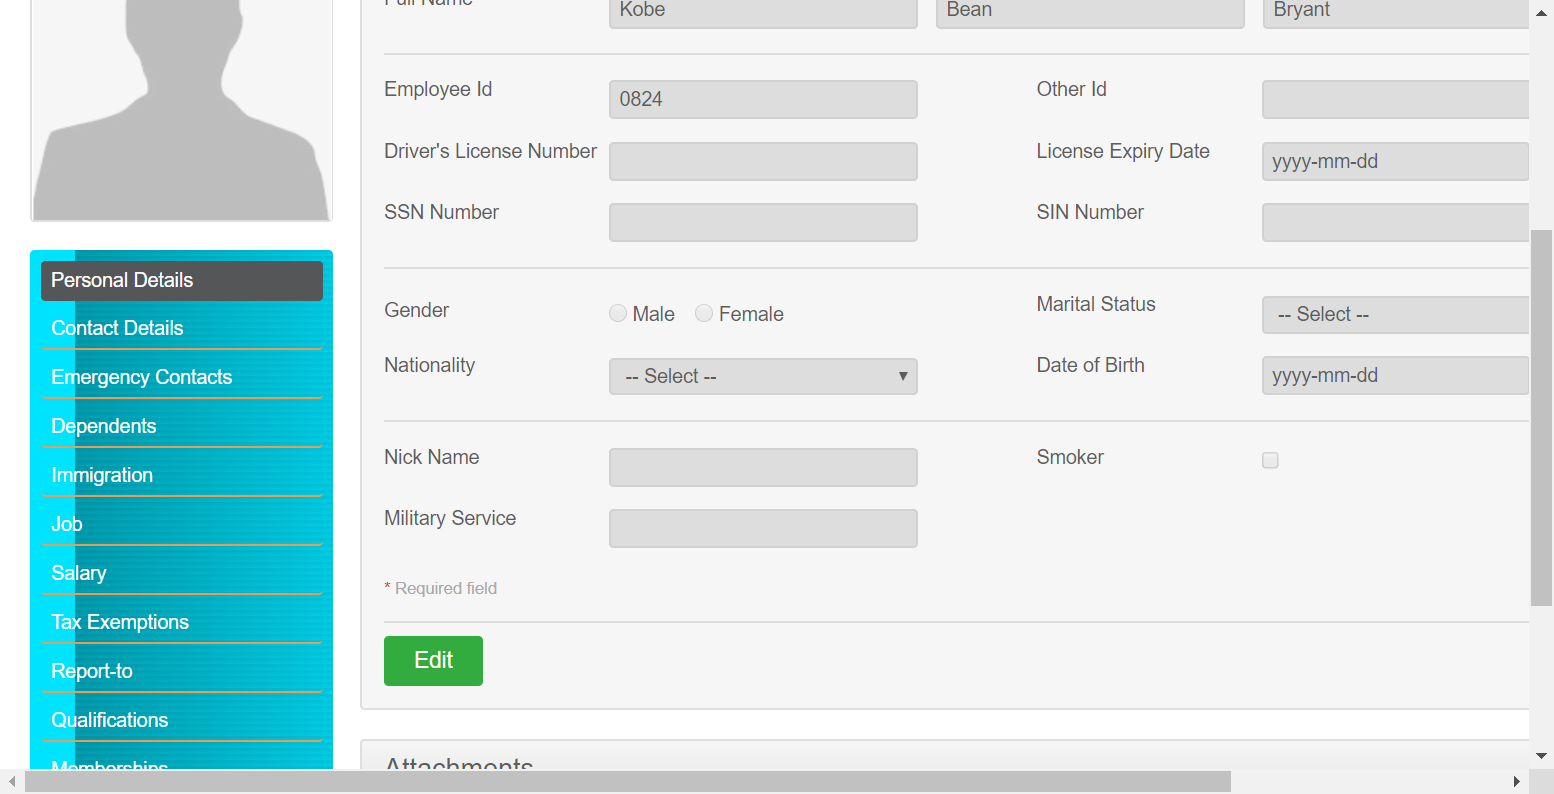 Full Name Kobe Bean Bryant
Employee Id 0824 Other Id
Driver's License Number License Expiry Date yyyy-mm-dd
SSN Number SIN Number
Gender Male Female Marital Status -- Select --
Nationality -- Select -- Date of Birth yyyy-mm-dd
Nick Name Smoker
Military Service
* Required field
Edit
Attachments
Personal Details
Contact Details
Emergency Contacts
Dependents
Immigration
Job
Salary
Tax Exemptions
Report-to
Qualifications
Memberships